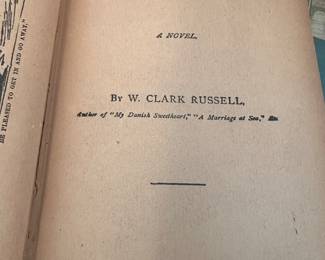 BE PLEASED TO GET IN AND GO AWAY."
A NOVEL.
BY W. CLARK RUSSELL,
Author of "My Danish Sweetheart," "A Marriage at Sea," Etc.